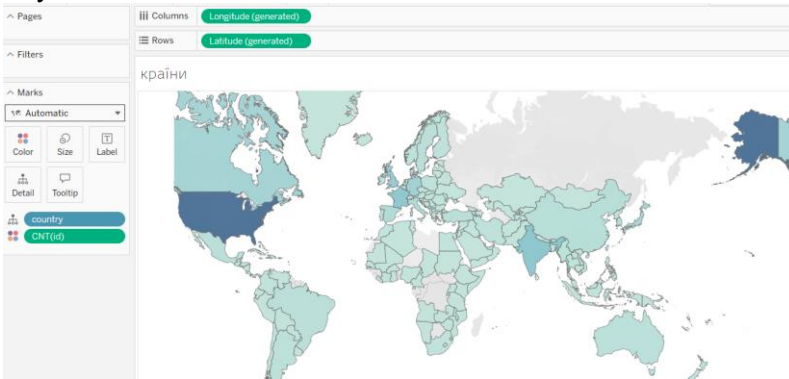 Pages
Columns
Longitude (generated)
Rows
Latitude (generated)
Filters
країни
Marks
Automatic
Color
Size
Label
Detail
Tooltip
country
CNT(id)